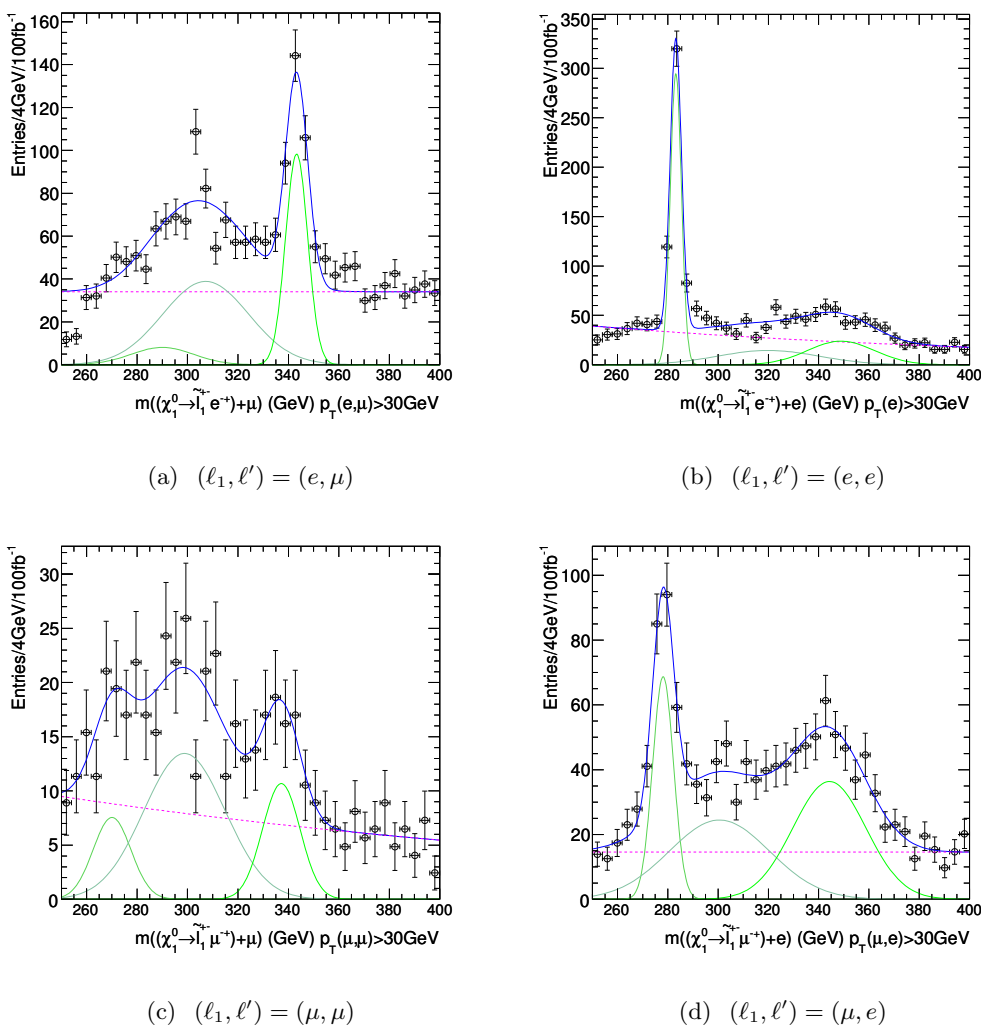 Entries/4GeV/100fb⁻¹
160
140
120
100
80
60
40
20
0
260 280 300 320 340 360 380 400
m((χ₁⁰→l̃₁⁺⁻e⁻⁺)+μ) (GeV) p_T(e,μ)>30GeV
(a) (ℓ₁, ℓ′) = (e, μ)
Entries/4GeV/100fb⁻¹
350
300
250
200
150
100
50
0
260 280 300 320 340 360 380 400
m((χ₁⁰→l̃₁⁺⁻e⁻⁺)+e) (GeV) p_T(e)>30GeV
(b) (ℓ₁, ℓ′) = (e, e)
Entries/4GeV/100fb⁻¹
30
25
20
15
10
5
0
260 280 300 320 340 360 380 400
m((χ₁⁰→l̃₁⁺⁻μ⁻⁺)+μ) (GeV) p_T(μ,μ)>30GeV
(c) (ℓ₁, ℓ′) = (μ, μ)
Entries/4GeV/100fb⁻¹
100
80
60
40
20
0
260 280 300 320 340 360 380 400
m((χ₁⁰→l̃₁⁺⁻μ⁻⁺)+e) (GeV) p_T(μ,e)>30GeV
(d) (ℓ₁, ℓ′) = (μ, e)